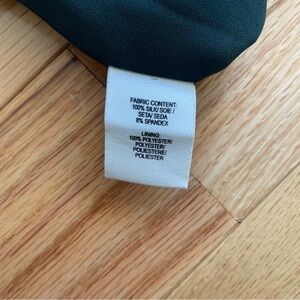 FABRIC CONTENT:
100% SILK/ SOIE /
SETA/ SEDA
8% SPANDEX
LINING:
100% POLYESTER/
POLYESTER/
POLIESTERE/
POLIESTER